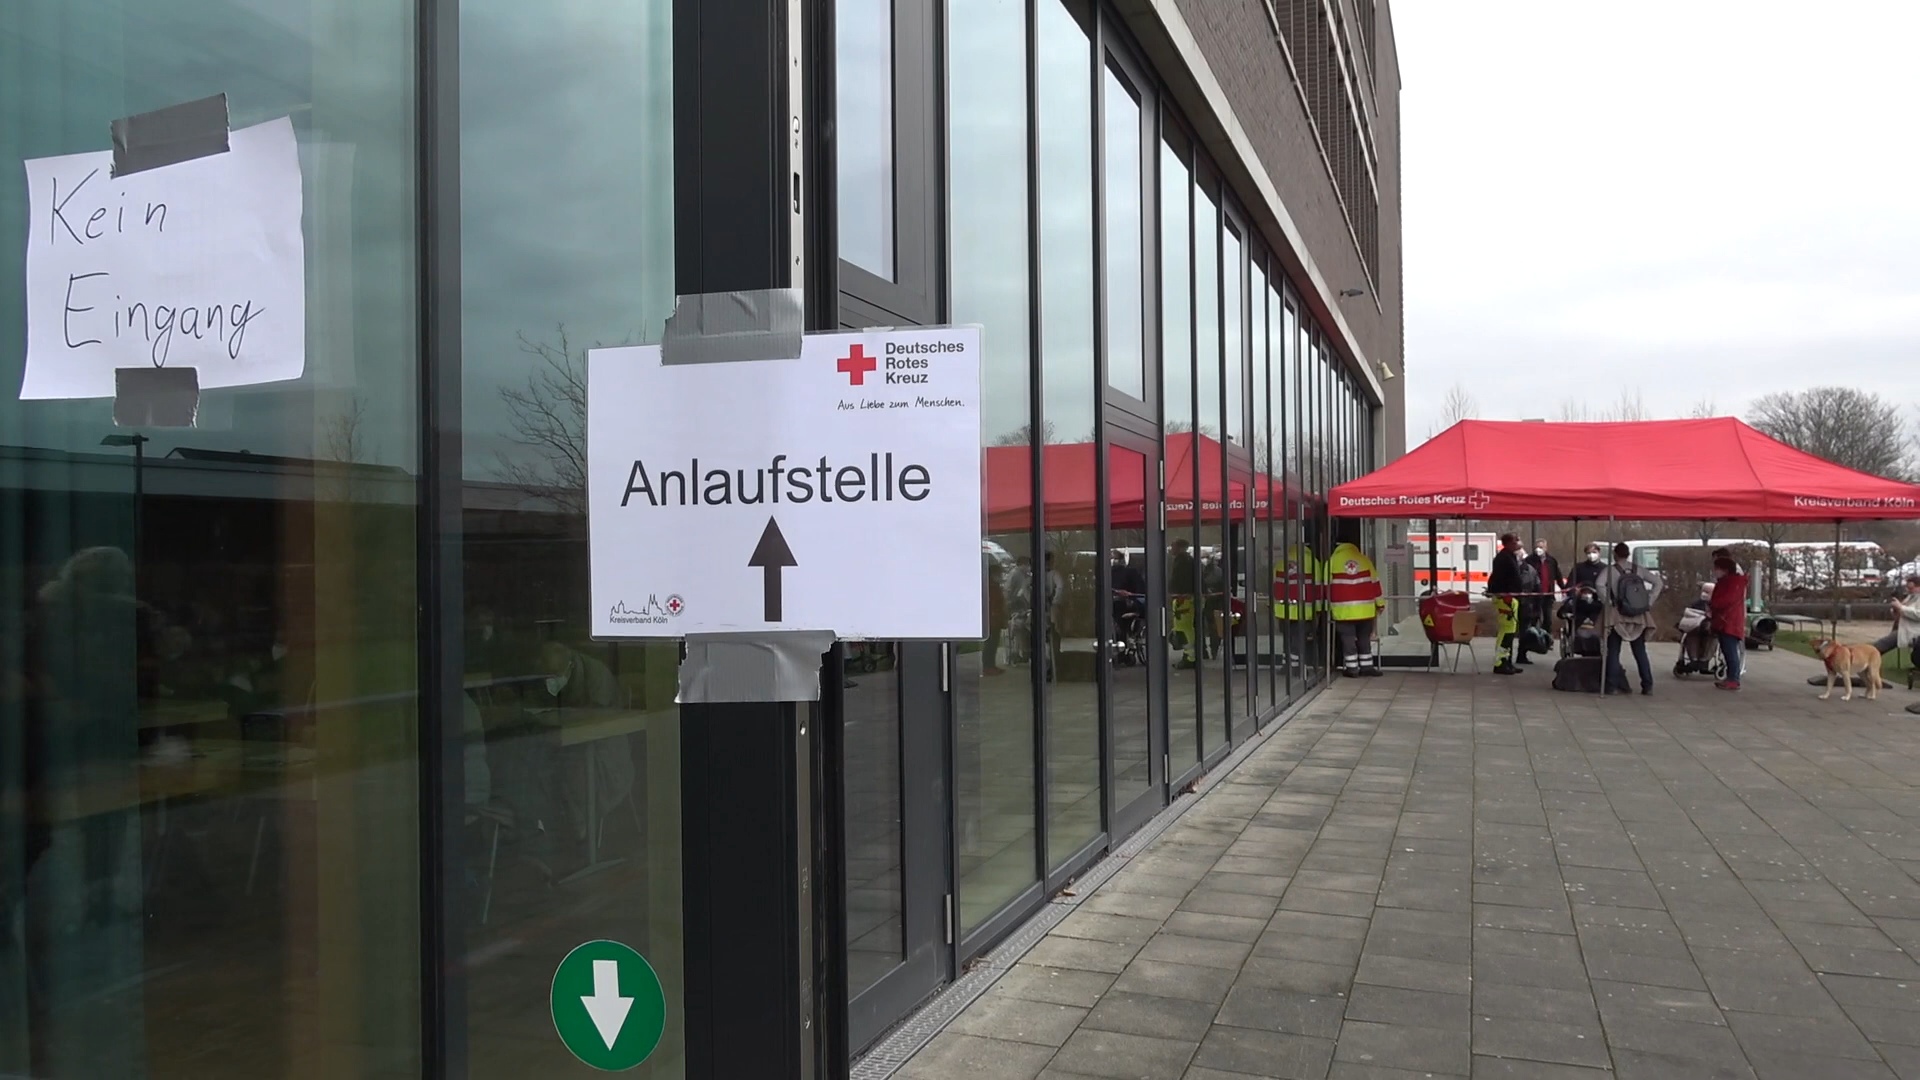 Kein
Eingang
Deutsches
Rotes
Kreuz
Aus Liebe zum Menschen.
Anlaufstelle
Kreisverband Köln
Deutsches Rotes Kreuz
Kreisverband Köln